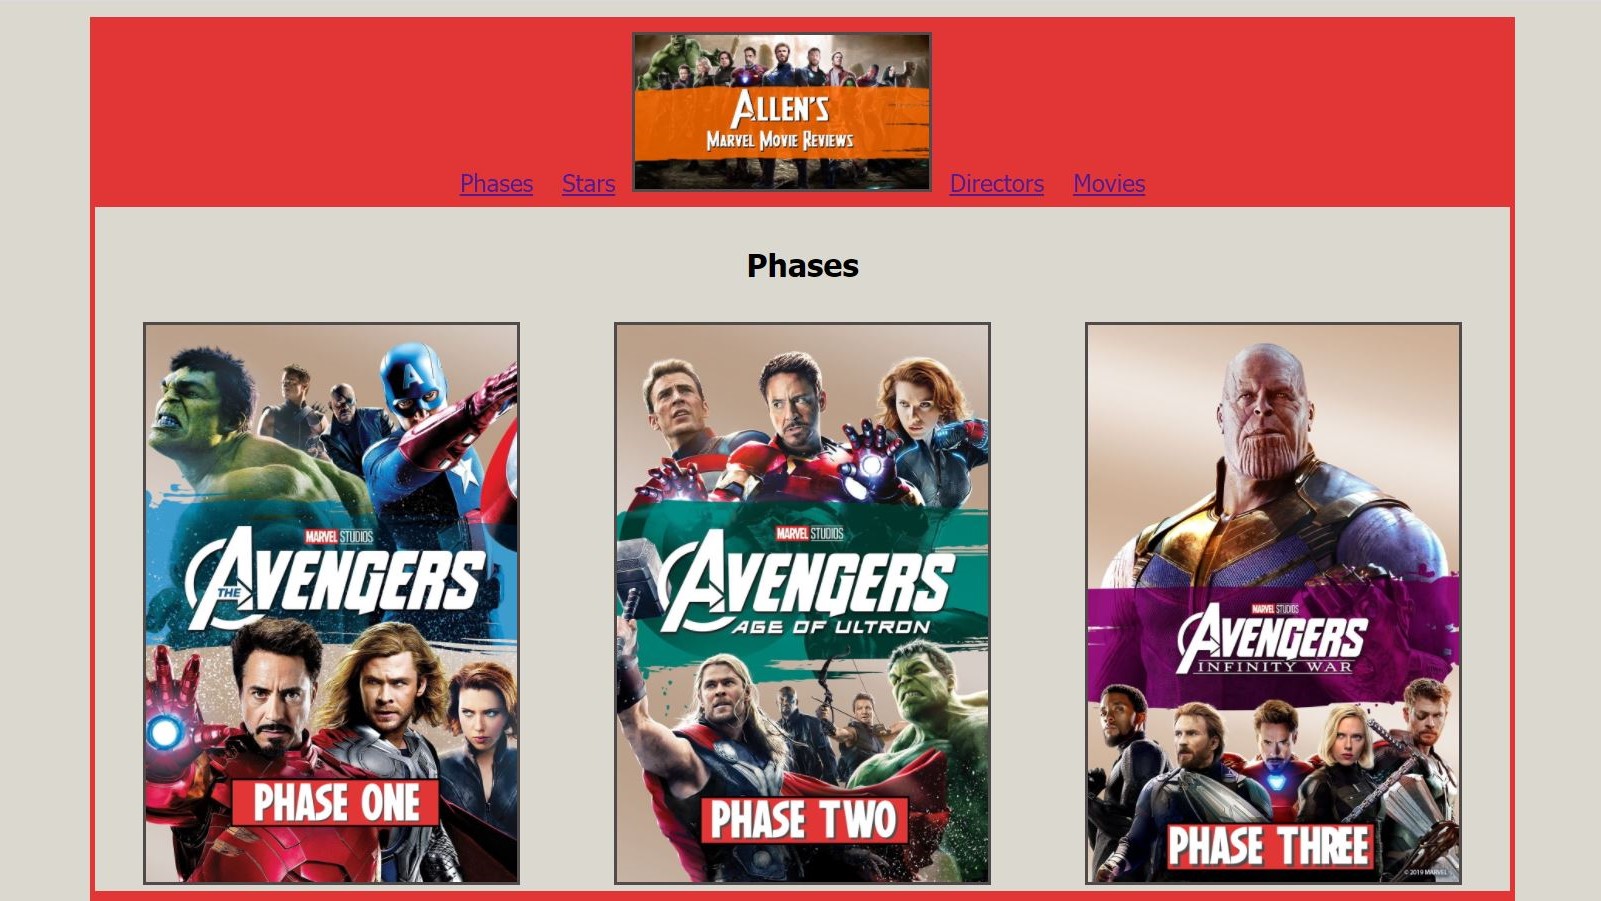 ALLEN'S
MARVEL MOVIE REVIEWS
Phases Stars Directors Movies
Phases
MARVEL STUDIOS
THE AVENGERS
PHASE ONE
MARVEL STUDIOS
AVENGERS
AGE OF ULTRON
PHASE TWO
MARVEL STUDIOS
AVENGERS
INFINITY WAR
PHASE THREE
© 2019 MARVEL